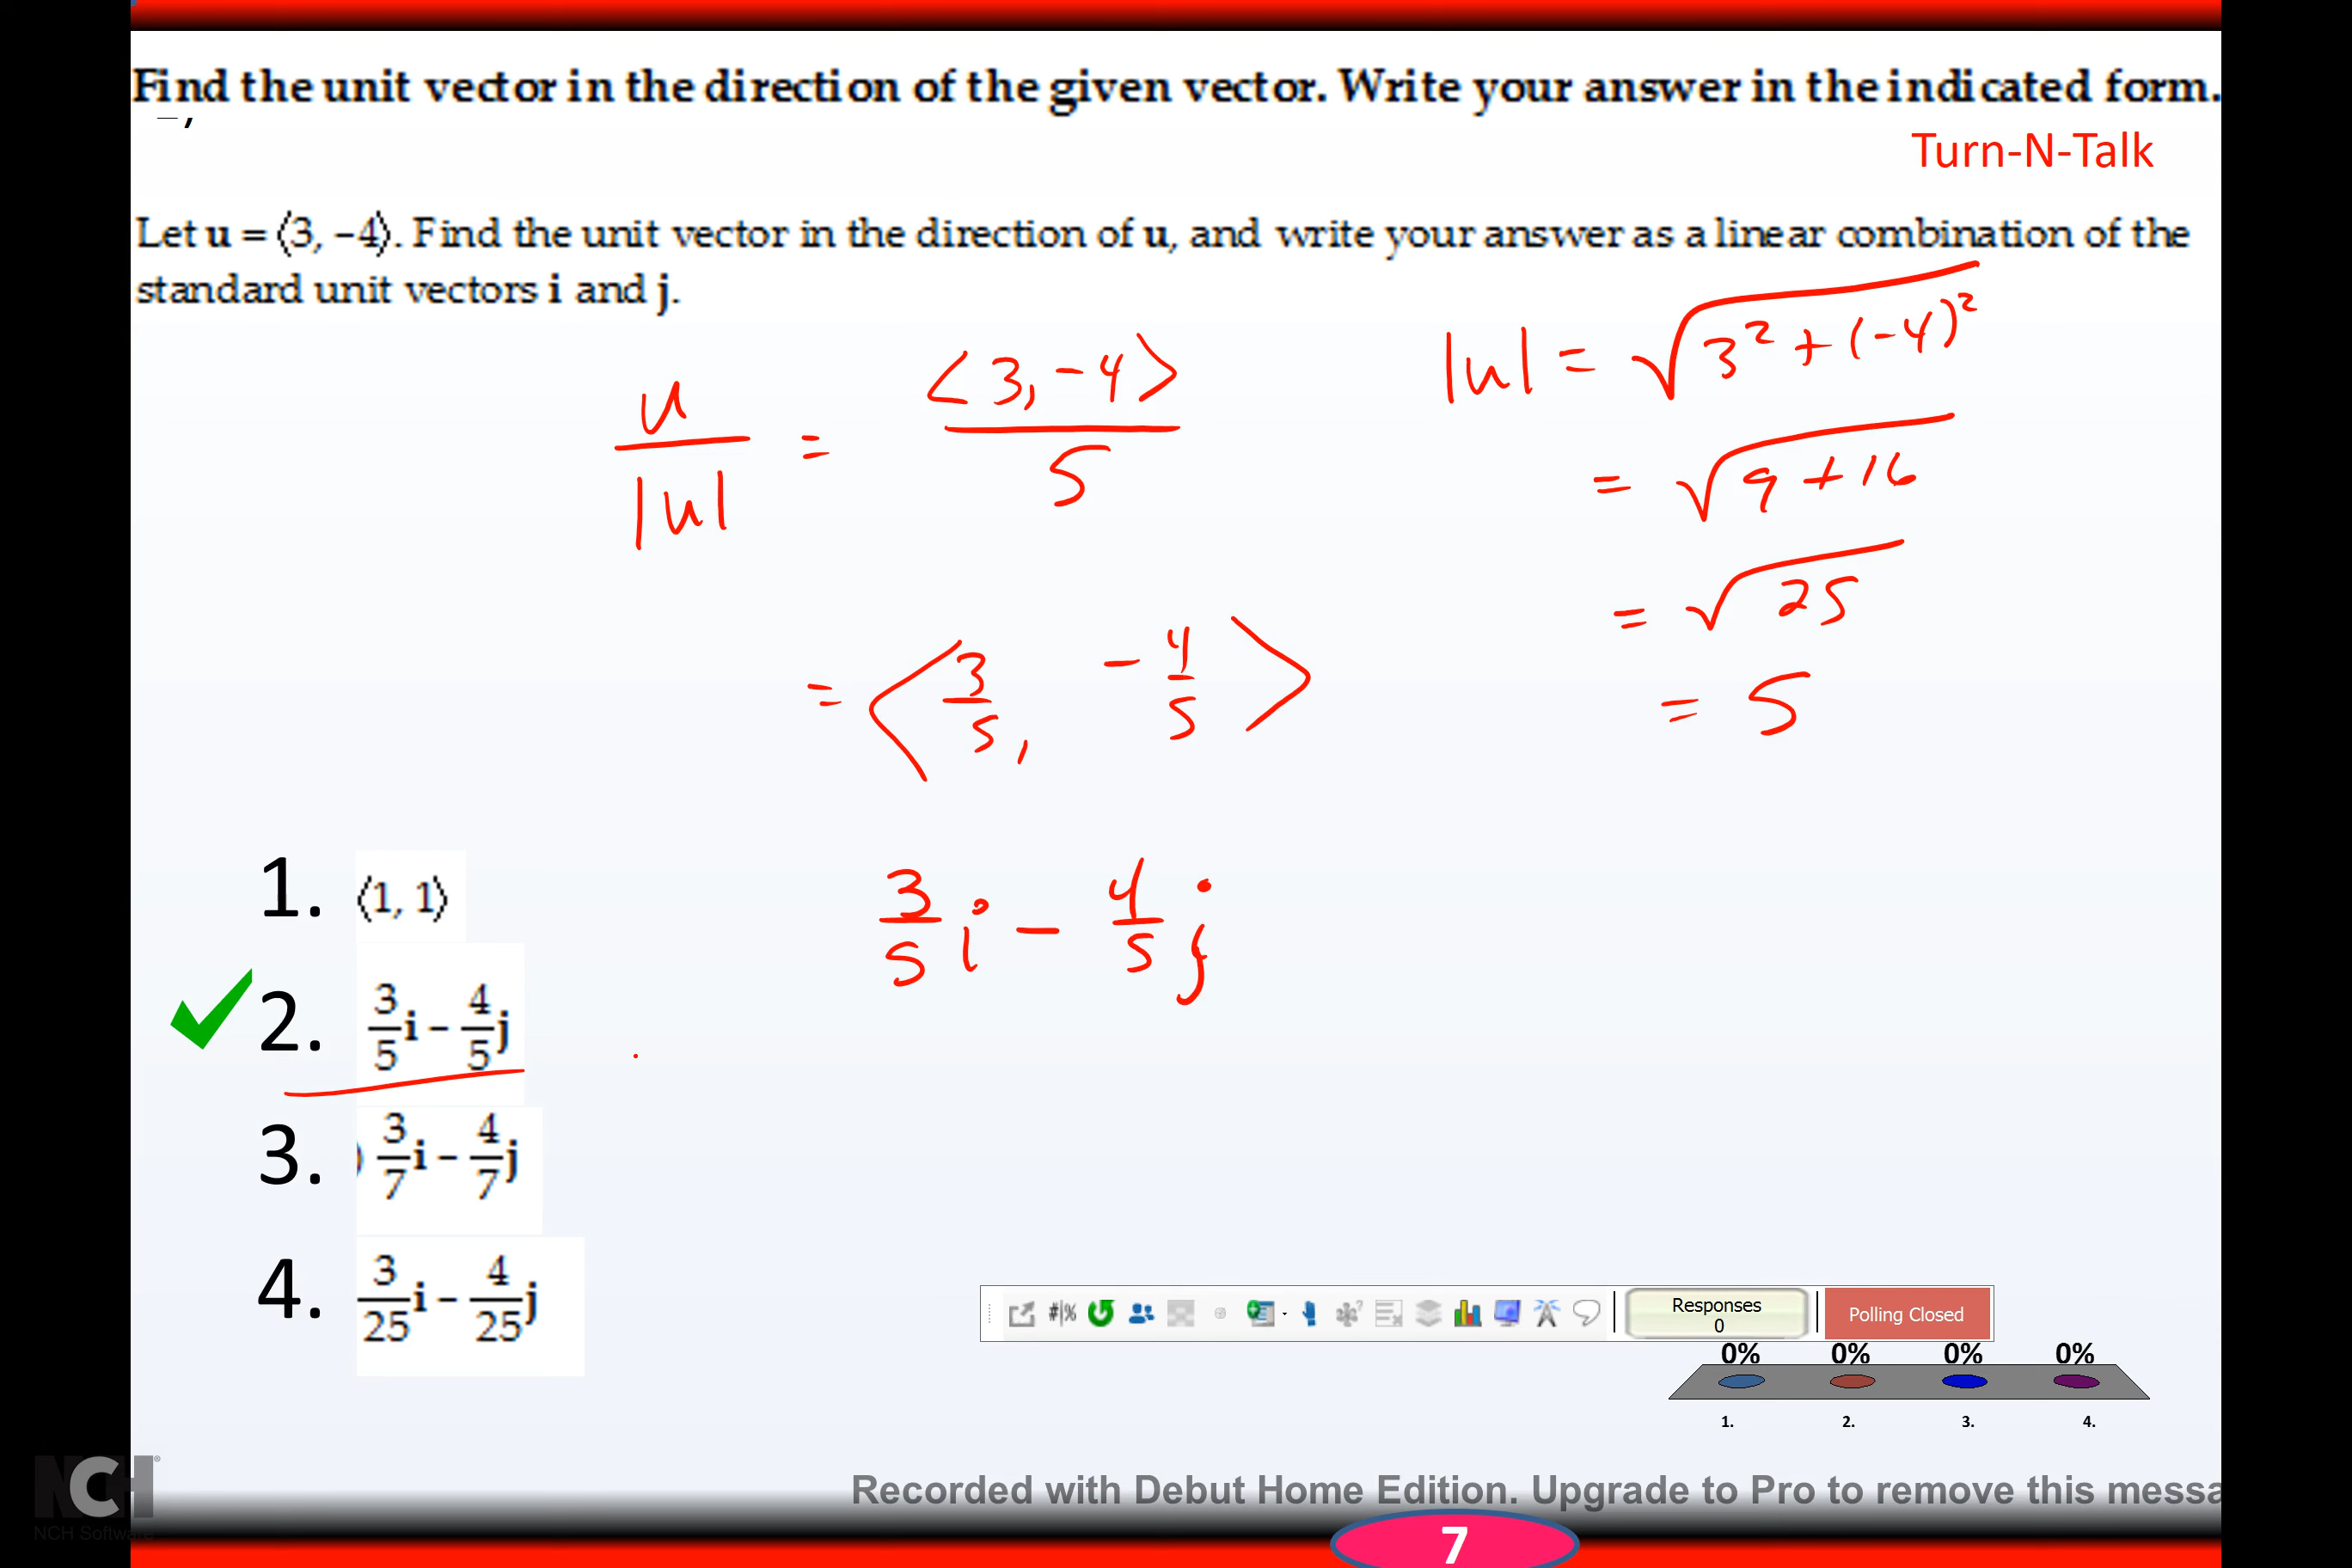 Find the unit vector in the direction of the given vector. Write your answer in the indicated form.
Turn-N-Talk
Let u = ⟨3, −4⟩. Find the unit vector in the direction of u, and write your answer as a linear combination of the
standard unit vectors i and j.
u/|u| = <3, -4>/5
|u| = √(3² + (-4)²)
= √(9 + 16)
= √25
= 5
= <3/5, -4/5>
3/5 i - 4/5 j
1. ⟨1, 1⟩
2. 3/5 i − 4/5 j
3. ) 3/7 i − 4/7 j
4. 3/25 i − 4/25 j
#|%
Responses
0
Polling Closed
0% 0% 0% 0%
1. 2. 3. 4.
NCH®
NCH Software
Recorded with Debut Home Edition. Upgrade to Pro to remove this messa
7